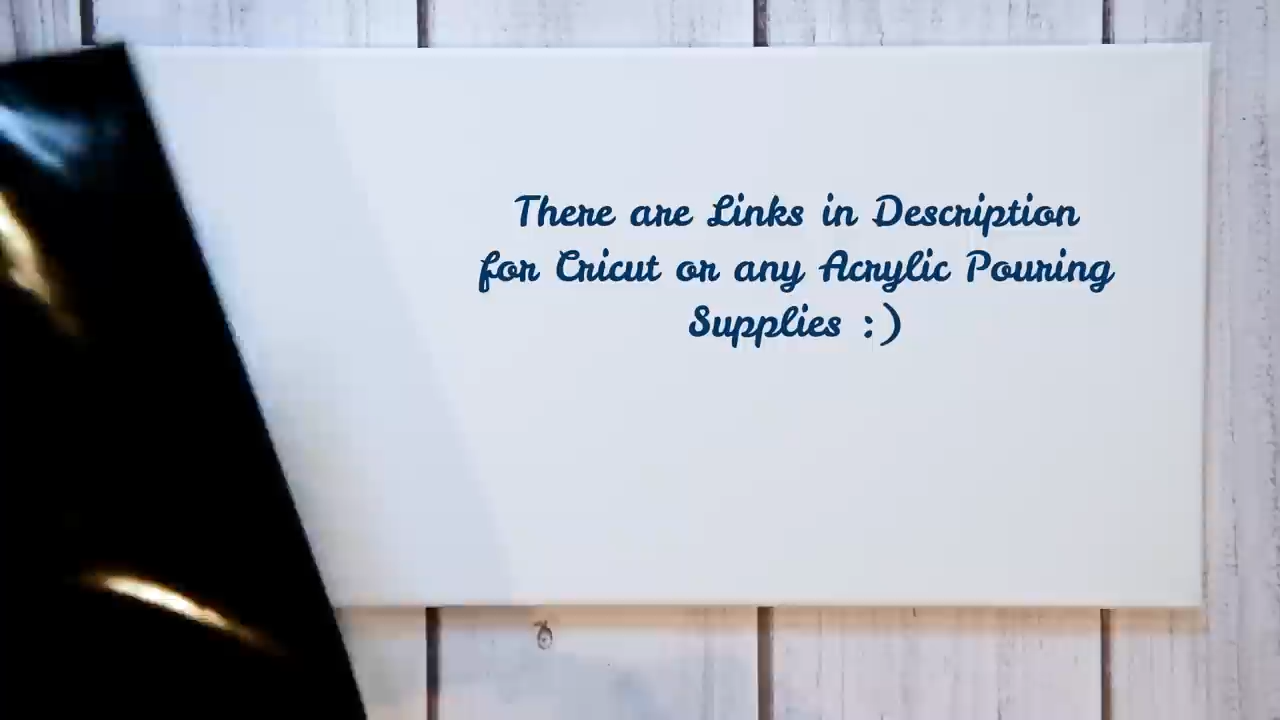 There are Links in Description
for Cricut or any Acrylic Pouring
Supplies :)